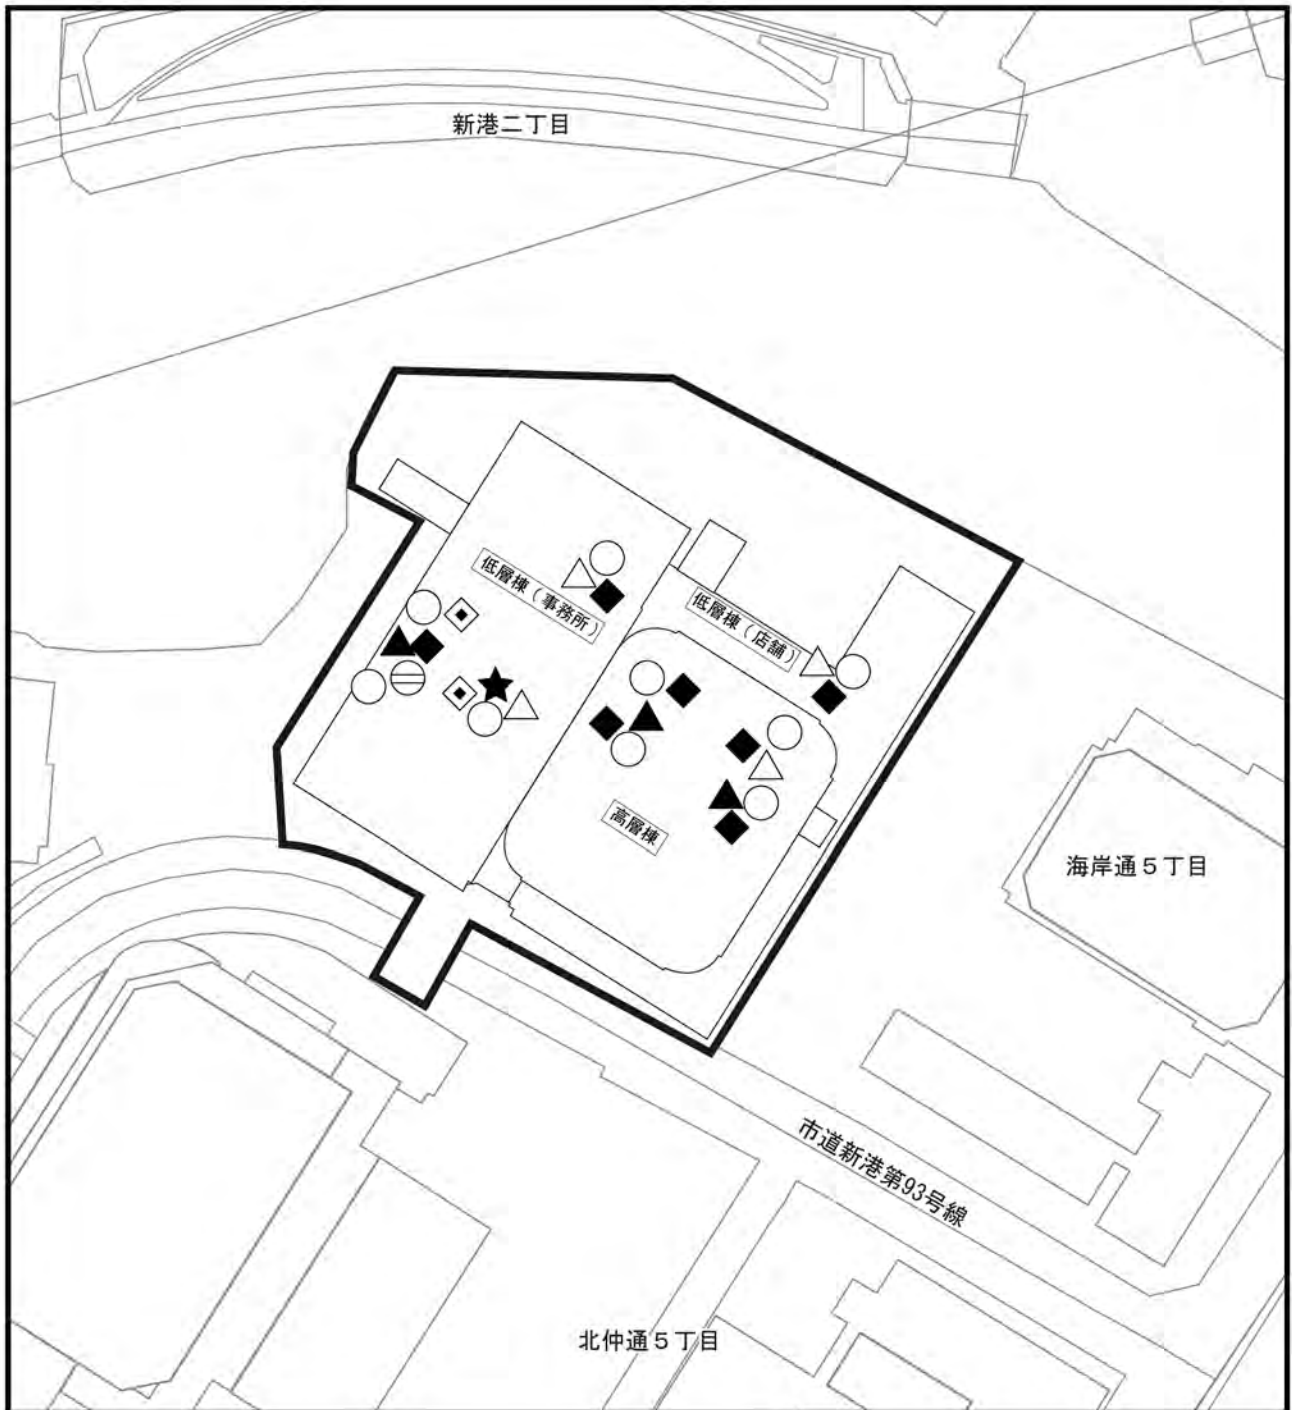 新港二丁目
低層棟（事務所）
低層棟（店舗）
高層棟
海岸通５丁目
市道新港第93号線
北仲通５丁目